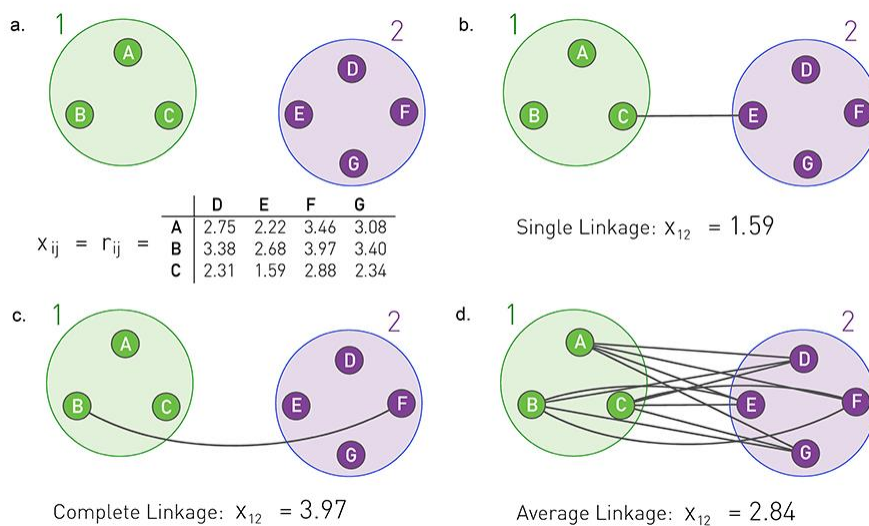 a.
1
2
A
B
C
D
E
F
G
D E F G
A 2.75 2.22 3.46 3.08
x_ij = r_ij = B 3.38 2.68 3.97 3.40
C 2.31 1.59 2.88 2.34
b.
1
2
A
B
C
D
E
F
G
Single Linkage: x_12 = 1.59
c.
1
2
A
B
C
D
E
F
G
Complete Linkage: x_12 = 3.97
d.
1
2
A
B
C
D
E
F
G
Average Linkage: x_12 = 2.84